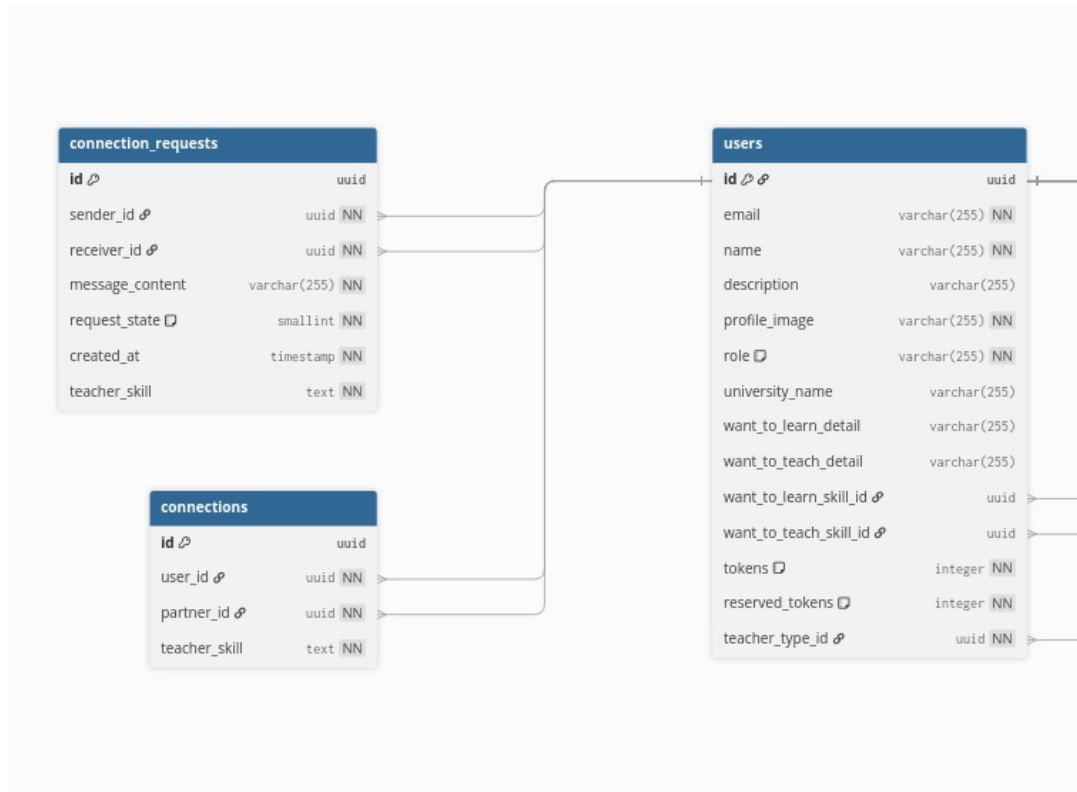 connection_requests
id uuid
sender_id uuid NN
receiver_id uuid NN
message_content varchar(255) NN
request_state smallint NN
created_at timestamp NN
teacher_skill text NN
connections
id uuid
user_id uuid NN
partner_id uuid NN
teacher_skill text NN
users
id uuid
email varchar(255) NN
name varchar(255) NN
description varchar(255)
profile_image varchar(255) NN
role varchar(255) NN
university_name varchar(255)
want_to_learn_detail varchar(255)
want_to_teach_detail varchar(255)
want_to_learn_skill_id uuid
want_to_teach_skill_id uuid
tokens integer NN
reserved_tokens integer NN
teacher_type_id uuid NN